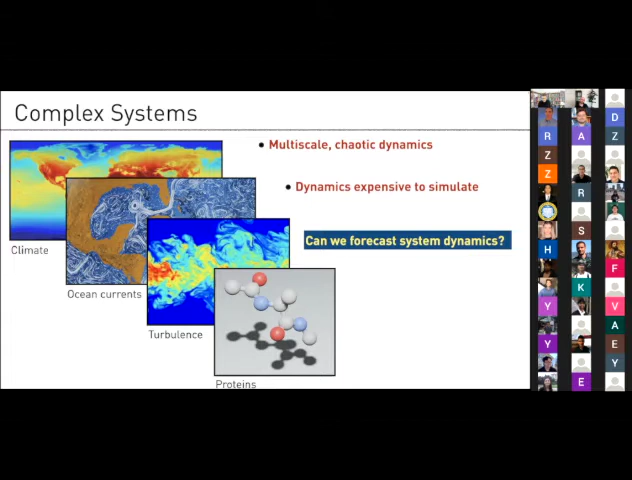 Complex Systems
• Multiscale, chaotic dynamics
• Dynamics expensive to simulate
Can we forecast system dynamics?
Climate
Ocean currents
Turbulence
Proteins
D
R A Z
Z
Z
R
S
H
F
K
Y V
A
Y E
Y
E